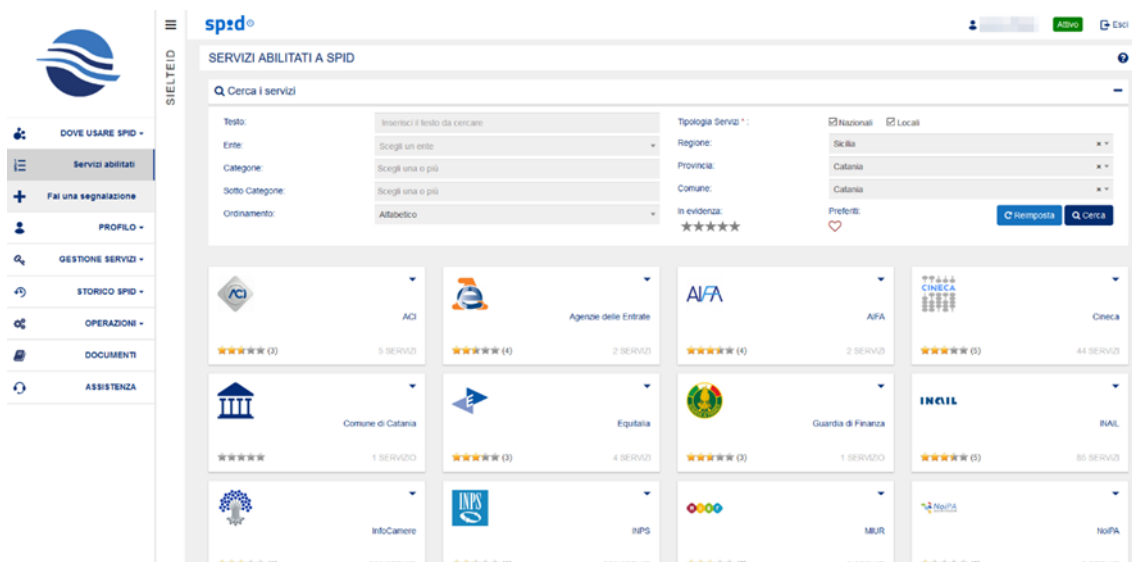 spid
Attivo
Esci
SIELTEID
SERVIZI ABILITATI A SPID
Cerca i servizi
DOVE USARE SPID
Servizi abilitati
Fai una segnalazione
PROFILO
GESTIONE SERVIZI
STORICO SPID
OPERAZIONI
DOCUMENTI
ASSISTENZA
Testo: Inserisci il testo da cercare
Ente: Scegli un ente
Categorie: Scegli una o più
Sotto Categorie: Scegli una o più
Ordinamento: Alfabetico
Tipologia Servizi * : Nazionali Locali
Regione: Sicilia
Provincia: Catania
Comune: Catania
In evidenza: Preferiti:
Reimposta Cerca
ACI
ACI
(3) 5 SERVIZI
Agenzie delle Entrate
(4) 2 SERVIZI
AIFA
AIFA
(4) 2 SERVIZI
CINECA
Cineca
(5) 44 SERVIZI
Comune di Catania
1 SERVIZIO
E
Equitalia
(3) 4 SERVIZI
Guardia di Finanza
(3) 1 SERVIZIO
INAIL
INAIL
(5) 85 SERVIZI
InfoCamere
INPS
INPS
MIUR
NoiPA
NoiPA